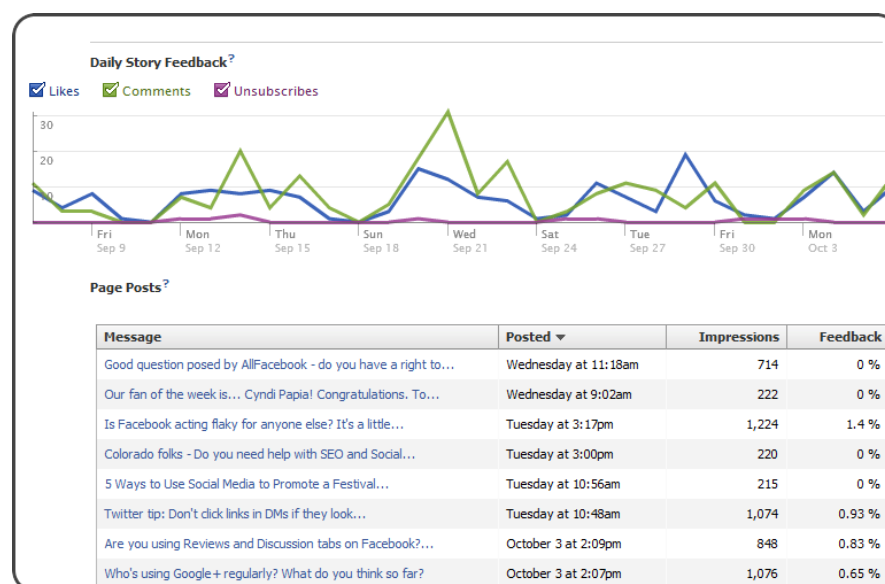 Daily Story Feedback?
Likes Comments Unsubscribes
30
20
10
Fri Mon Thu Sun Wed Sat Tue Fri Mon
Sep 9 Sep 12 Sep 15 Sep 18 Sep 21 Sep 24 Sep 27 Sep 30 Oct 3
Page Posts?
Message Posted Impressions Feedback
Good question posed by AllFacebook - do you have a right to... Wednesday at 11:18am 714 0 %
Our fan of the week is... Cyndi Papia! Congratulations. To... Wednesday at 9:02am 222 0 %
Is Facebook acting flaky for anyone else? It's a little... Tuesday at 3:17pm 1,224 1.4 %
Colorado folks - Do you need help with SEO and Social... Tuesday at 3:00pm 220 0 %
5 Ways to Use Social Media to Promote a Festival... Tuesday at 10:56am 215 0 %
Twitter tip: Don't click links in DMs if they look... Tuesday at 10:48am 1,074 0.93 %
Are you using Reviews and Discussion tabs on Facebook?... October 3 at 2:09pm 848 0.83 %
Who's using Google+ regularly? What do you think so far? October 3 at 2:07pm 1,076 0.65 %